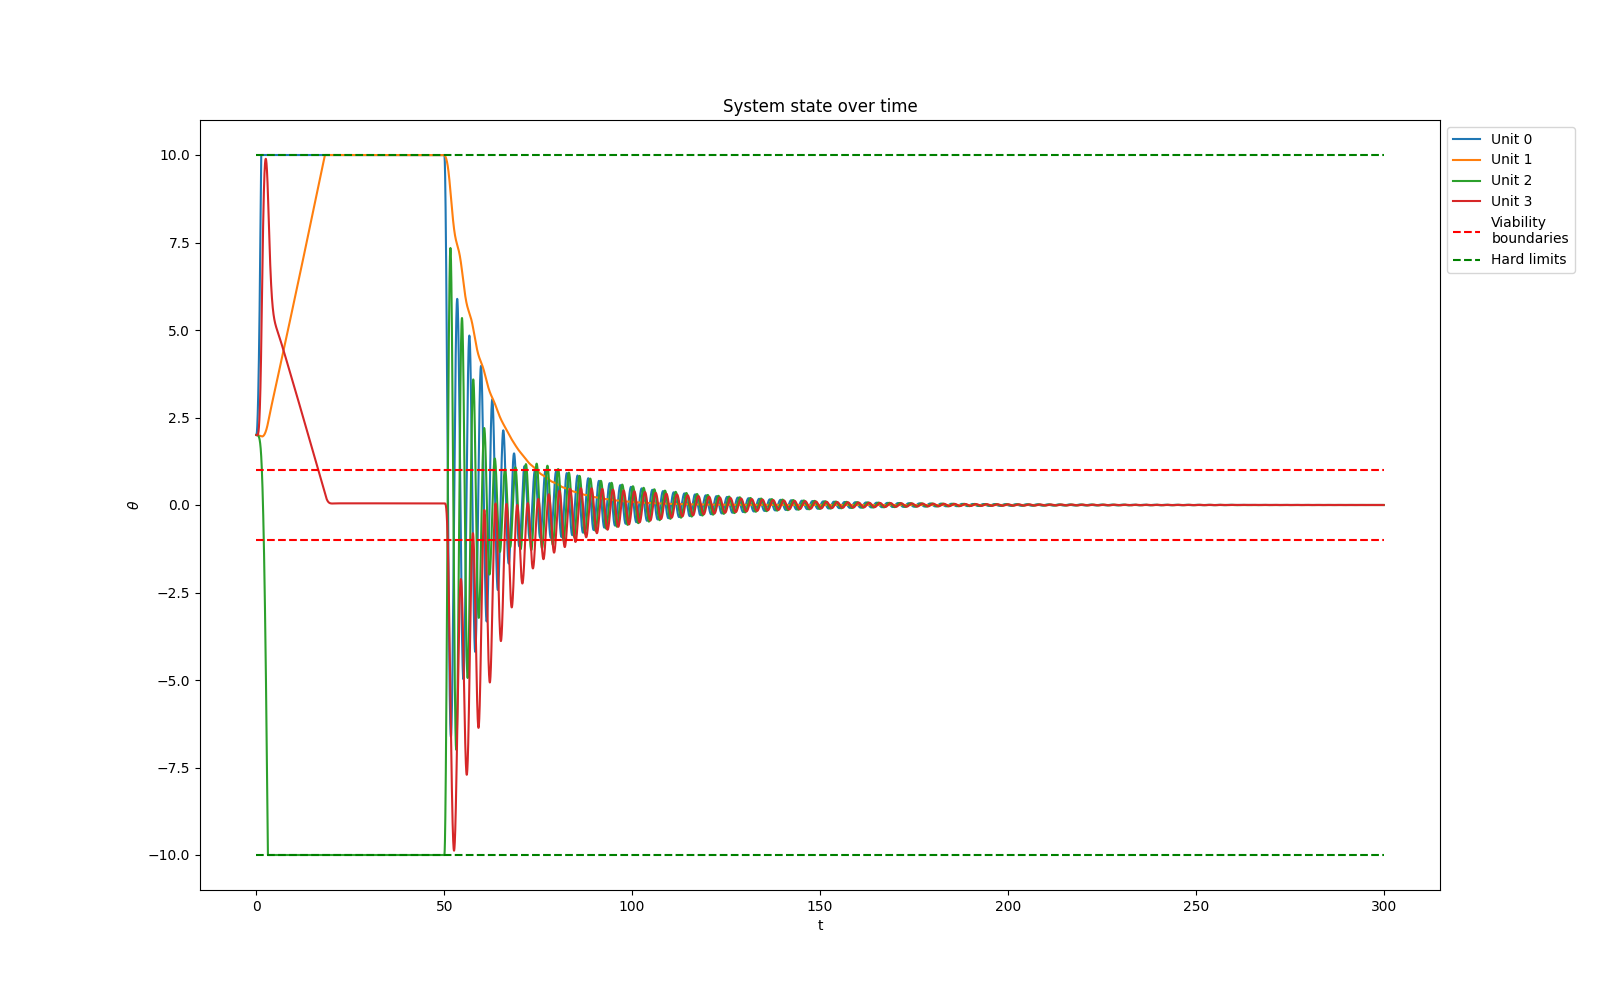 System state over time
10.0
7.5
5.0
2.5
0.0
−2.5
−5.0
−7.5
−10.0
θ
0
50
100
150
200
250
300
t
Unit 0
Unit 1
Unit 2
Unit 3
Viability
boundaries
Hard limits